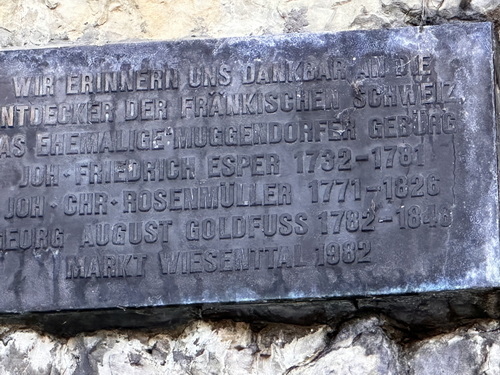 WIR ERINNERN UNS DANKBAR AN DIE
ENTDECKER DER FRÄNKISCHEN SCHWEIZ,
DAS EHEMALIGE MUGGENDORFER GEBÜRG
JOH · FRIEDRICH ESPER 1732-1781
JOH · CHR · ROSENMÜLLER 1771-1826
GEORG AUGUST GOLDFUSS 1782-1848
MARKT WIESENTTAL 1982